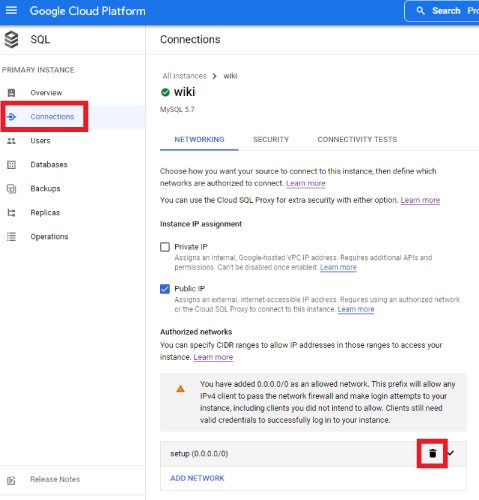 Google Cloud Platform
Search Pro
SQL
Connections
PRIMARY INSTANCE
Overview
Connections
Users
Databases
Backups
Replicas
Operations
Release Notes
All instances > wiki
wiki
MySQL 5.7
NETWORKING SECURITY CONNECTIVITY TESTS
Choose how you want your source to connect to this instance, then define which
networks are authorized to connect. Learn more
You can use the Cloud SQL Proxy for extra security with either option. Learn more
Instance IP assignment
Private IP
Assigns an internal, Google-hosted VPC IP address. Requires additional APIs and
permissions. Can't be disabled once enabled. Learn more
Public IP
Assigns an external, internet-accessible IP address. Requires using an authorized network
or the Cloud SQL Proxy to connect to this instance. Learn more
Authorized networks
You can specify CIDR ranges to allow IP addresses in those ranges to access your
instance. Learn more
You have added 0.0.0.0/0 as an allowed network. This prefix will allow any
IPv4 client to pass the network firewall and make login attempts to your
instance, including clients you did not intend to allow. Clients still need
valid credentials to successfully log in to your instance.
setup (0.0.0.0/0)
ADD NETWORK